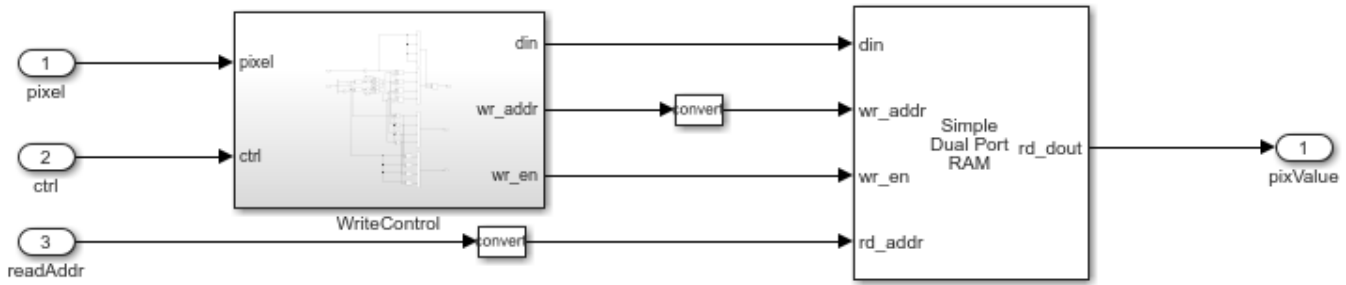 1
pixel
2
ctrl
3
readAddr
pixel
ctrl
din
wr_addr
wr_en
WriteControl
convert
convert
din
wr_addr
wr_en
rd_addr
Simple
Dual Port
RAM
rd_dout
1
pixValue